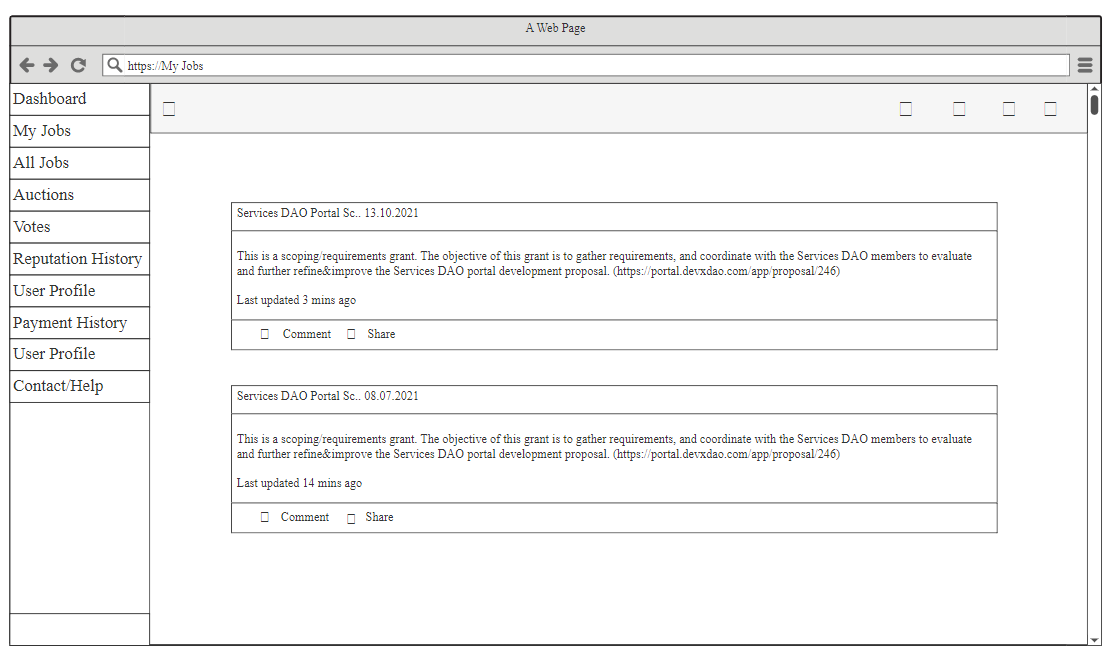 A Web Page
https://My Jobs
Dashboard
My Jobs
All Jobs
Auctions
Votes
Reputation History
User Profile
Payment History
User Profile
Contact/Help
Services DAO Portal Sc.. 13.10.2021
This is a scoping/requirements grant. The objective of this grant is to gather requirements, and coordinate with the Services DAO members to evaluate
and further refine&improve the Services DAO portal development proposal. (https://portal.devxdao.com/app/proposal/246)
Last updated 3 mins ago
Comment Share
Services DAO Portal Sc.. 08.07.2021
This is a scoping/requirements grant. The objective of this grant is to gather requirements, and coordinate with the Services DAO members to evaluate
and further refine&improve the Services DAO portal development proposal. (https://portal.devxdao.com/app/proposal/246)
Last updated 14 mins ago
Comment Share